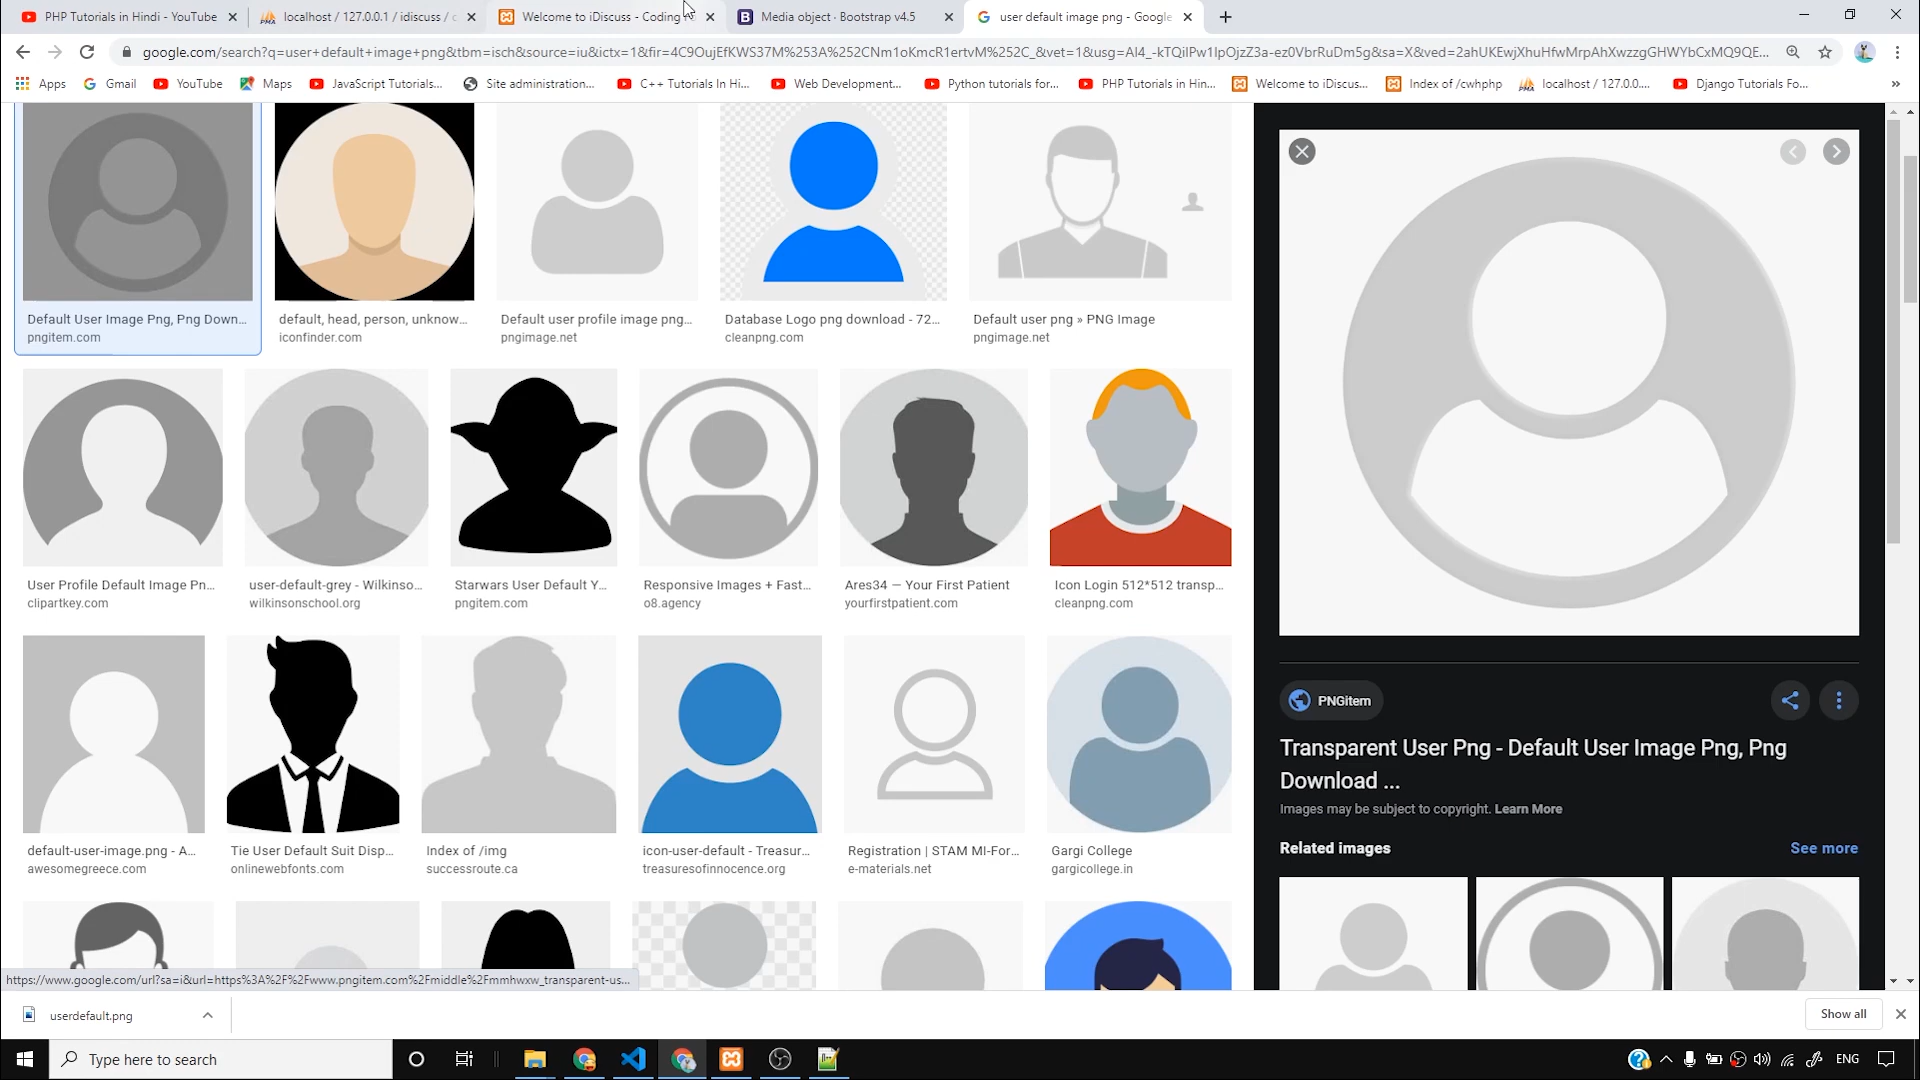 PHP Tutorials in Hindi - YouTube
localhost / 127.0.0.1 / idiscuss / c
Welcome to iDiscuss - Coding F
Media object · Bootstrap v4.5
user default image png - Google
google.com/search?q=user+default+image+png&tbm=isch&source=iu&ictx=1&fir=4C9OujEfKWS37M%253A%252CNm1oKmcR1ertvM%252C_&vet=1&usg=AI4_-kTQiIPw1IpOjzZ3a-ez0VbrRuDm5g&sa=X&ved=2ahUKEwjXhuHfwMrpAhXwzzgGHWYbCxMQ9QE...
Apps
Gmail
YouTube
Maps
JavaScript Tutorials...
Site administration...
C++ Tutorials In Hi...
Web Development...
Python tutorials for...
PHP Tutorials in Hin...
Welcome to iDiscus...
Index of /cwhphp
localhost / 127.0.0....
Django Tutorials Fo...
»
Default User Image Png, Png Down...
pngitem.com
default, head, person, unknow...
iconfinder.com
Default user profile image png...
pngimage.net
Database Logo png download - 72...
cleanpng.com
Default user png » PNG Image
pngimage.net
User Profile Default Image Pn...
clipartkey.com
user-default-grey - Wilkinso...
wilkinsonschool.org
Starwars User Default Y...
pngitem.com
Responsive Images + Fast...
o8.agency
Ares34 — Your First Patient
yourfirstpatient.com
Icon Login 512*512 transp...
cleanpng.com
default-user-image.png - A...
awesomegreece.com
Tie User Default Suit Disp...
onlinewebfonts.com
Index of /img
successroute.ca
icon-user-default - Treasur...
treasuresofinnocence.org
Registration | STAM MI-For...
e-materials.net
Gargi College
gargicollege.in
PNGitem
Transparent User Png - Default User Image Png, Png
Download ...
Images may be subject to copyright. Learn More
Related images
See more
https://www.google.com/url?sa=i&url=https%3A%2F%2Fwww.pngitem.com%2Fmiddle%2Fmmhwxw_transparent-us...
userdefault.png
Show all
Type here to search
ENG